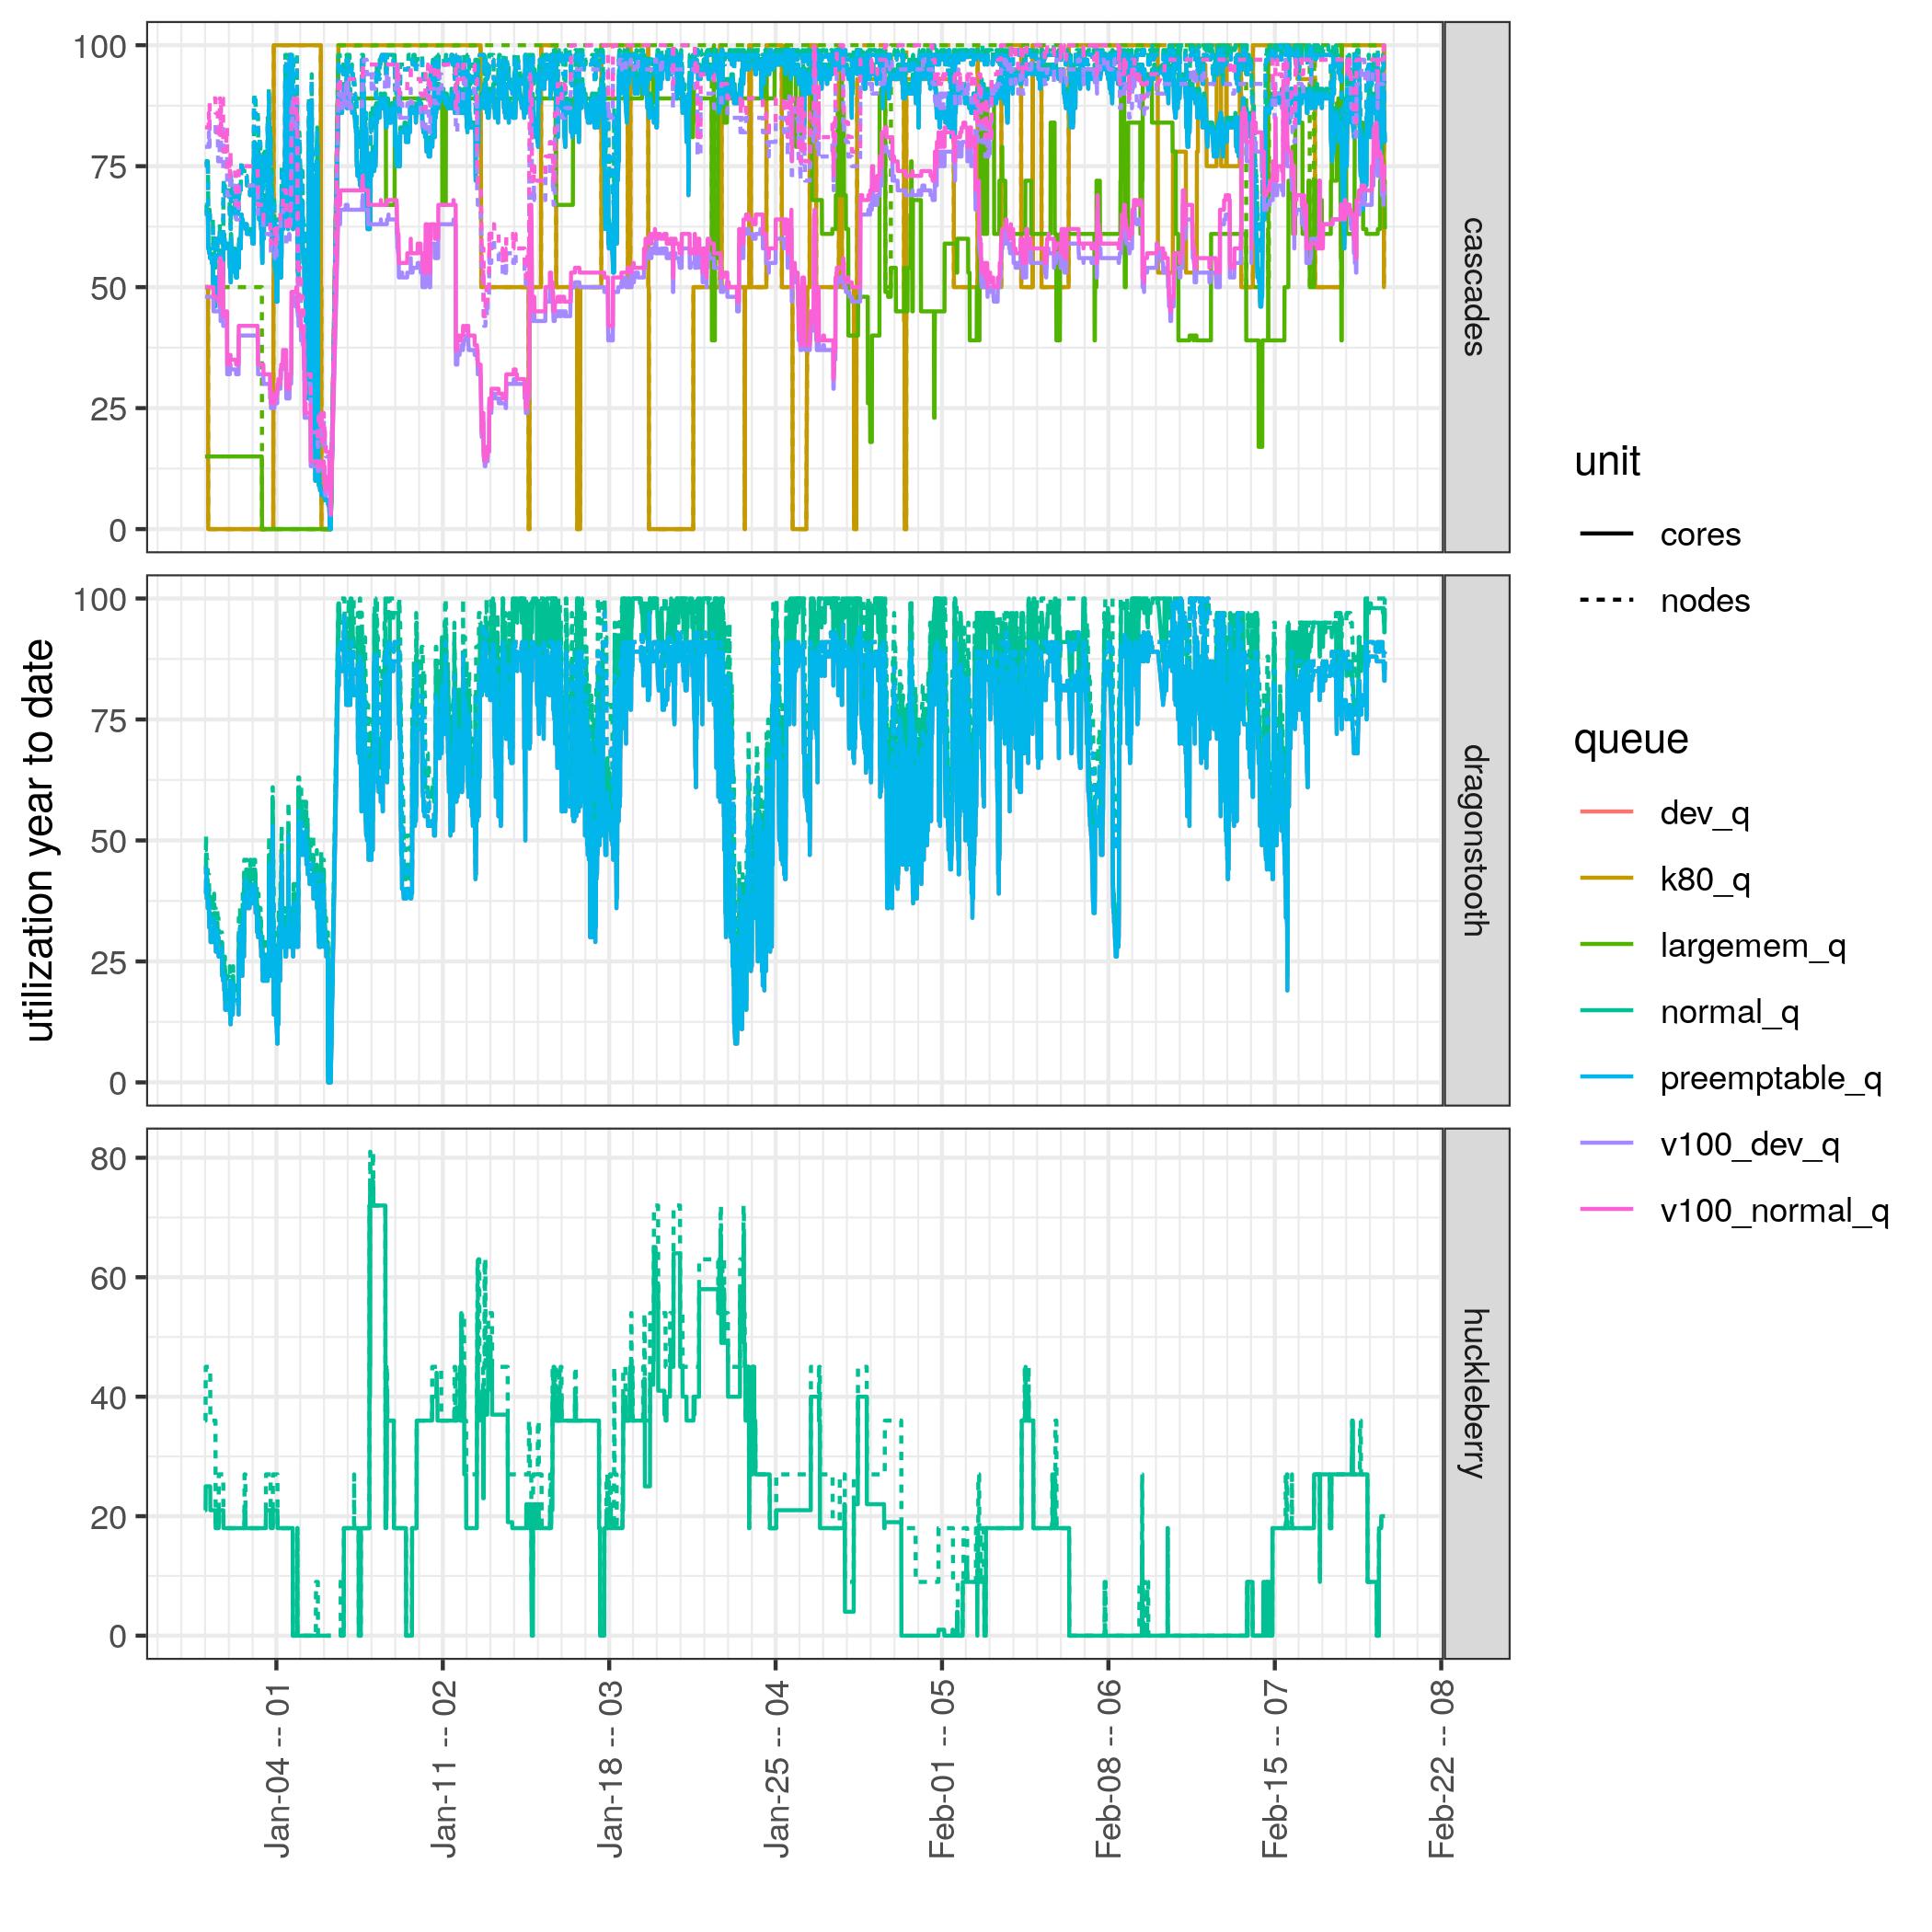 utilization year to date
100
75
50
25
0
cascades
100
75
50
25
0
dragonstooth
80
60
40
20
0
huckleberry
Jan-04 -- 01
Jan-11 -- 02
Jan-18 -- 03
Jan-25 -- 04
Feb-01 -- 05
Feb-08 -- 06
Feb-15 -- 07
Feb-22 -- 08
unit
cores
nodes
queue
dev_q
k80_q
largemem_q
normal_q
preemptable_q
v100_dev_q
v100_normal_q